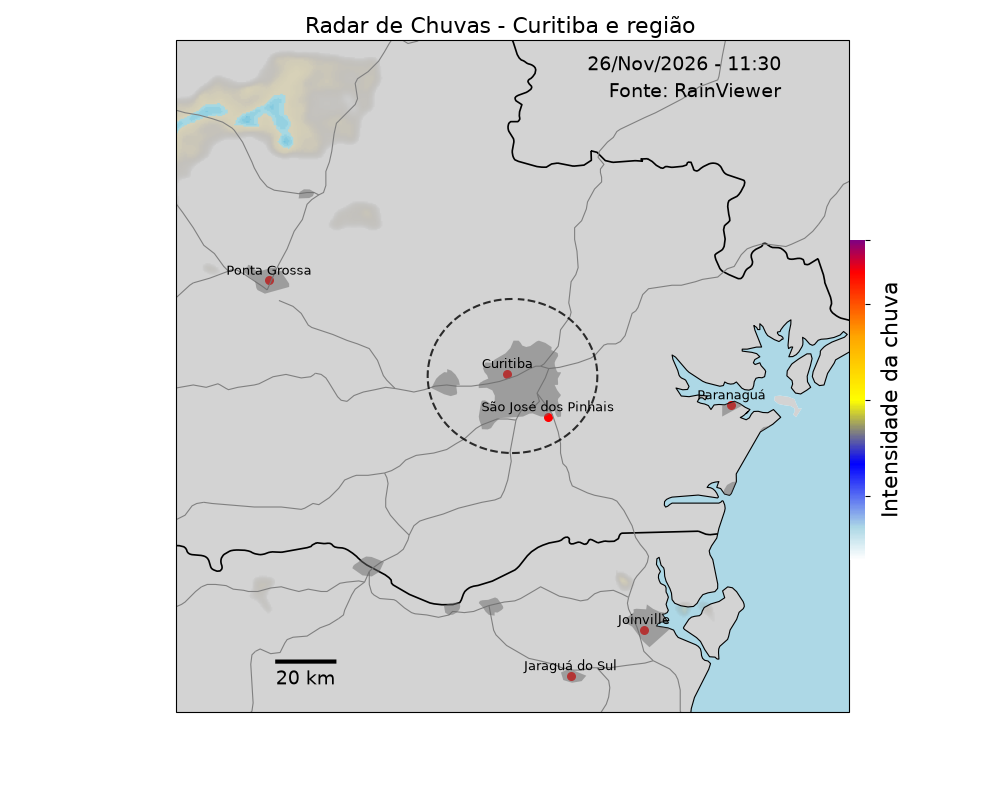 Radar de Chuvas - Curitiba e região
26/Nov/2026 - 11:30
Fonte: RainViewer
Ponta Grossa
Curitiba
Paranaguá
São José dos Pinhais
Intensidade da chuva
Joinville
Jaraguá do Sul
20 km